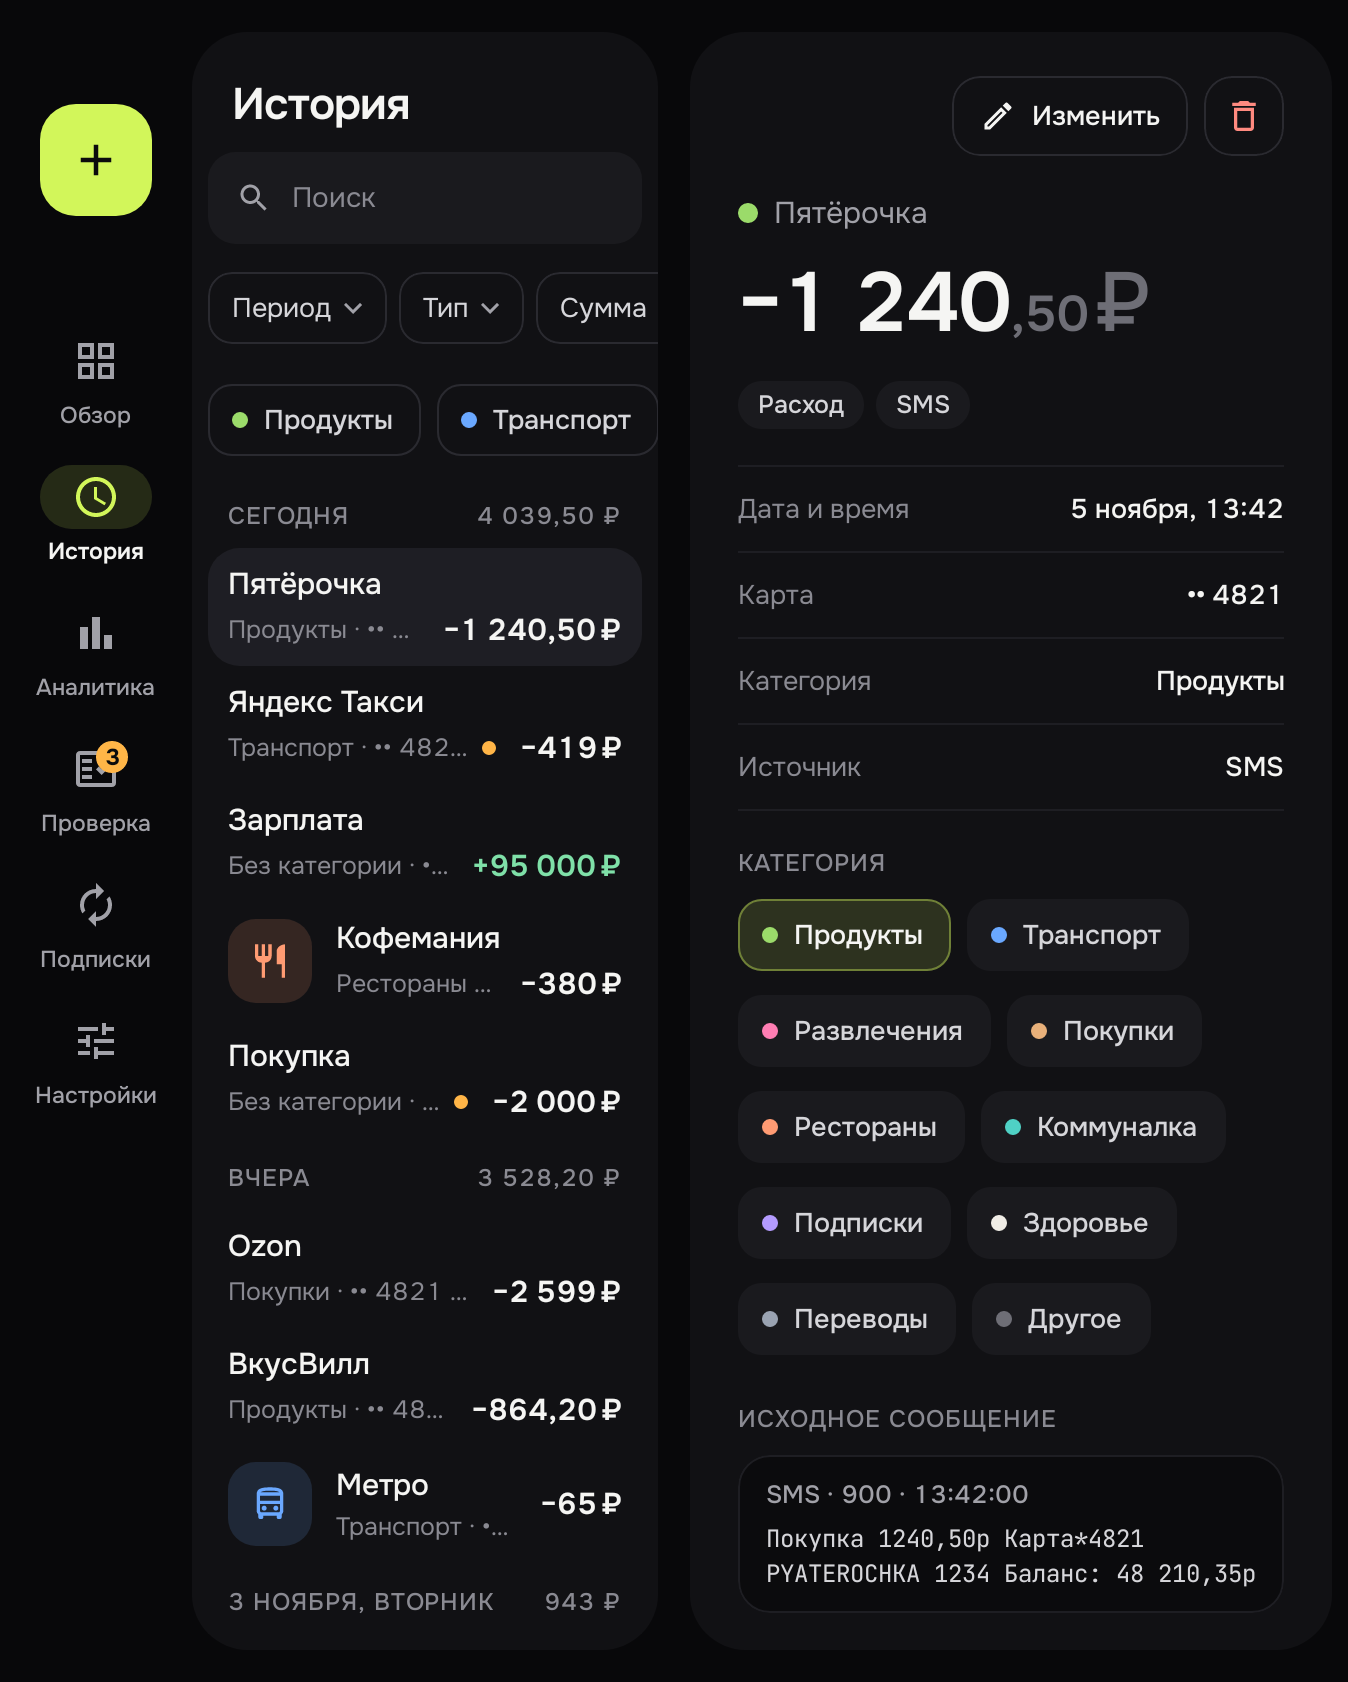 +
Обзор
История
Аналитика
3
Проверка
Подписки
Настройки
История
Поиск
Период
Тип
Сумма
Продукты
Транспорт
СЕГОДНЯ 4 039,50 ₽
Пятёрочка
Продукты · •• ... −1 240,50 ₽
Яндекс Такси
Транспорт · •• 482... −419 ₽
Зарплата
Без категории · •... +95 000 ₽
Кофемания
Рестораны ... −380 ₽
Покупка
Без категории · ... −2 000 ₽
ВЧЕРА 3 528,20 ₽
Ozon
Покупки · •• 4821 ... −2 599 ₽
ВкусВилл
Продукты · •• 48... −864,20 ₽
Метро
Транспорт · •... −65 ₽
3 НОЯБРЯ, ВТОРНИК 943 ₽
Изменить
Пятёрочка
−1 240,50 ₽
Расход SMS
Дата и время 5 ноября, 13:42
Карта •• 4821
Категория Продукты
Источник SMS
КАТЕГОРИЯ
Продукты Транспорт
Развлечения Покупки
Рестораны Коммуналка
Подписки Здоровье
Переводы Другое
ИСХОДНОЕ СООБЩЕНИЕ
SMS · 900 · 13:42:00
Покупка 1240,50р Карта*4821
PYATEROCHKA 1234 Баланс: 48 210,35р